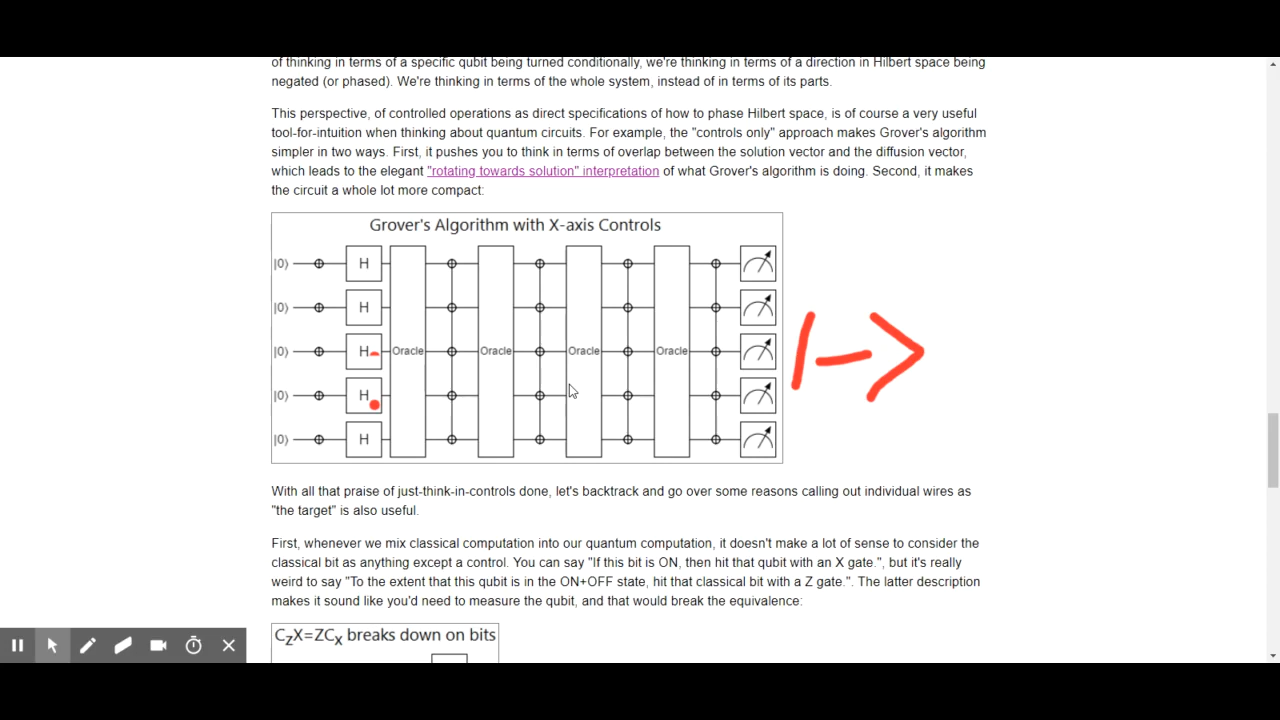 of thinking in terms of a specific qubit being turned conditionally, we're thinking in terms of a direction in Hilbert space being
negated (or phased). We're thinking in terms of the whole system, instead of in terms of its parts.
This perspective, of controlled operations as direct specifications of how to phase Hilbert space, is of course a very useful
tool-for-intuition when thinking about quantum circuits. For example, the "controls only" approach makes Grover's algorithm
simpler in two ways. First, it pushes you to think in terms of overlap between the solution vector and the diffusion vector,
which leads to the elegant "rotating towards solution" interpretation of what Grover's algorithm is doing. Second, it makes
the circuit a whole lot more compact:
Grover's Algorithm with X-axis Controls
|0⟩ H
|0⟩ H
|0⟩ H Oracle Oracle Oracle Oracle |->
|0⟩ H
|0⟩ H
With all that praise of just-think-in-controls done, let's backtrack and go over some reasons calling out individual wires as
"the target" is also useful.
First, whenever we mix classical computation into our quantum computation, it doesn't make a lot of sense to consider the
classical bit as anything except a control. You can say "If this bit is ON, then hit that qubit with an X gate.", but it's really
weird to say "To the extent that this qubit is in the ON+OFF state, hit that classical bit with a Z gate.". The latter description
makes it sound like you'd need to measure the qubit, and that would break the equivalence:
CzX=ZCx breaks down on bits